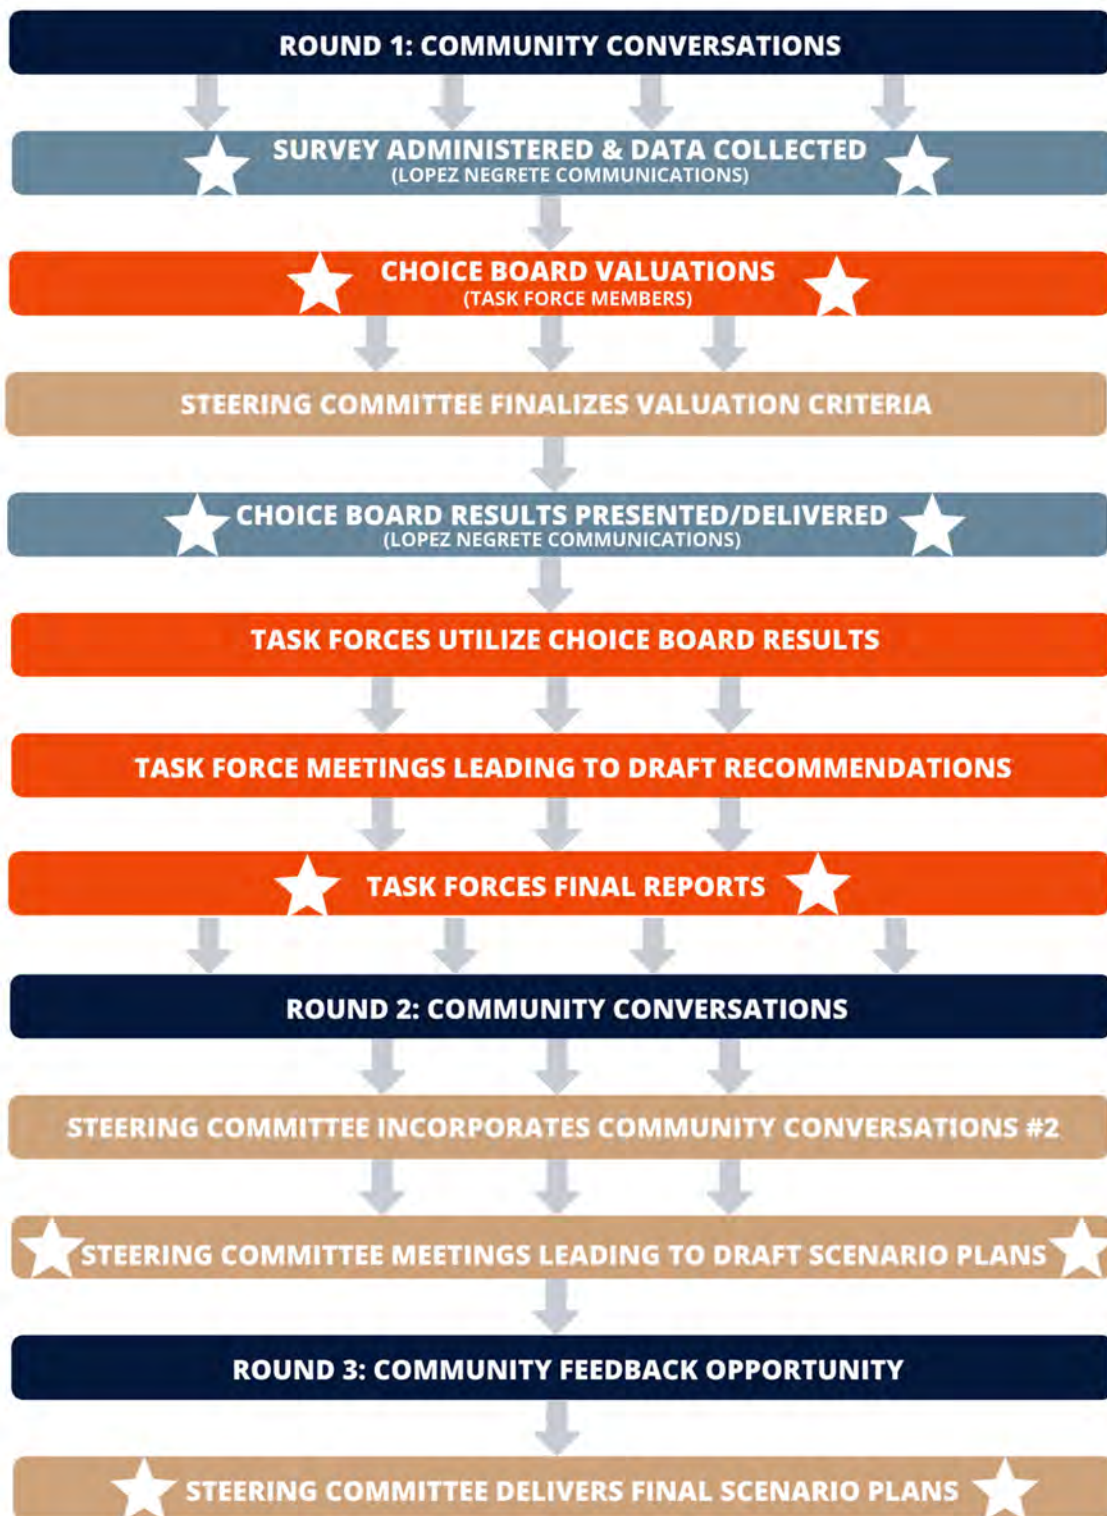 ROUND 1: COMMUNITY CONVERSATIONS
SURVEY ADMINISTERED & DATA COLLECTED
(LOPEZ NEGRETE COMMUNICATIONS)
CHOICE BOARD VALUATIONS
(TASK FORCE MEMBERS)
STEERING COMMITTEE FINALIZES VALUATION CRITERIA
CHOICE BOARD RESULTS PRESENTED/DELIVERED
(LOPEZ NEGRETE COMMUNICATIONS)
TASK FORCES UTILIZE CHOICE BOARD RESULTS
TASK FORCE MEETINGS LEADING TO DRAFT RECOMMENDATIONS
TASK FORCES FINAL REPORTS
ROUND 2: COMMUNITY CONVERSATIONS
STEERING COMMITTEE INCORPORATES COMMUNITY CONVERSATIONS #2
STEERING COMMITTEE MEETINGS LEADING TO DRAFT SCENARIO PLANS
ROUND 3: COMMUNITY FEEDBACK OPPORTUNITY
STEERING COMMITTEE DELIVERS FINAL SCENARIO PLANS